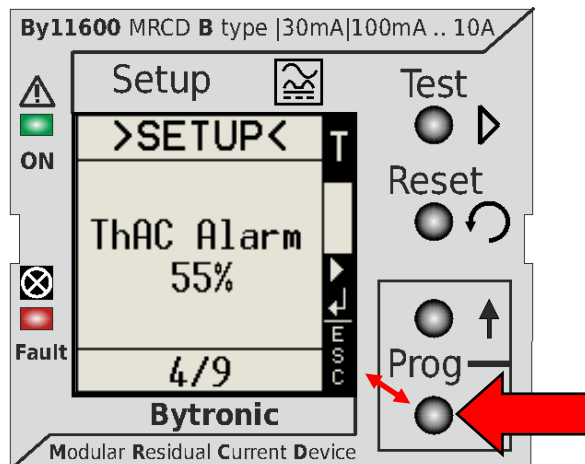 By11600 MRCD B type |30mA|100mA .. 10A
Setup
Test
ON
>SETUP<
T
Reset
ThAC Alarm
55%
Fault
ESC
Prog
4/9
Bytronic
Modular Residual Current Device